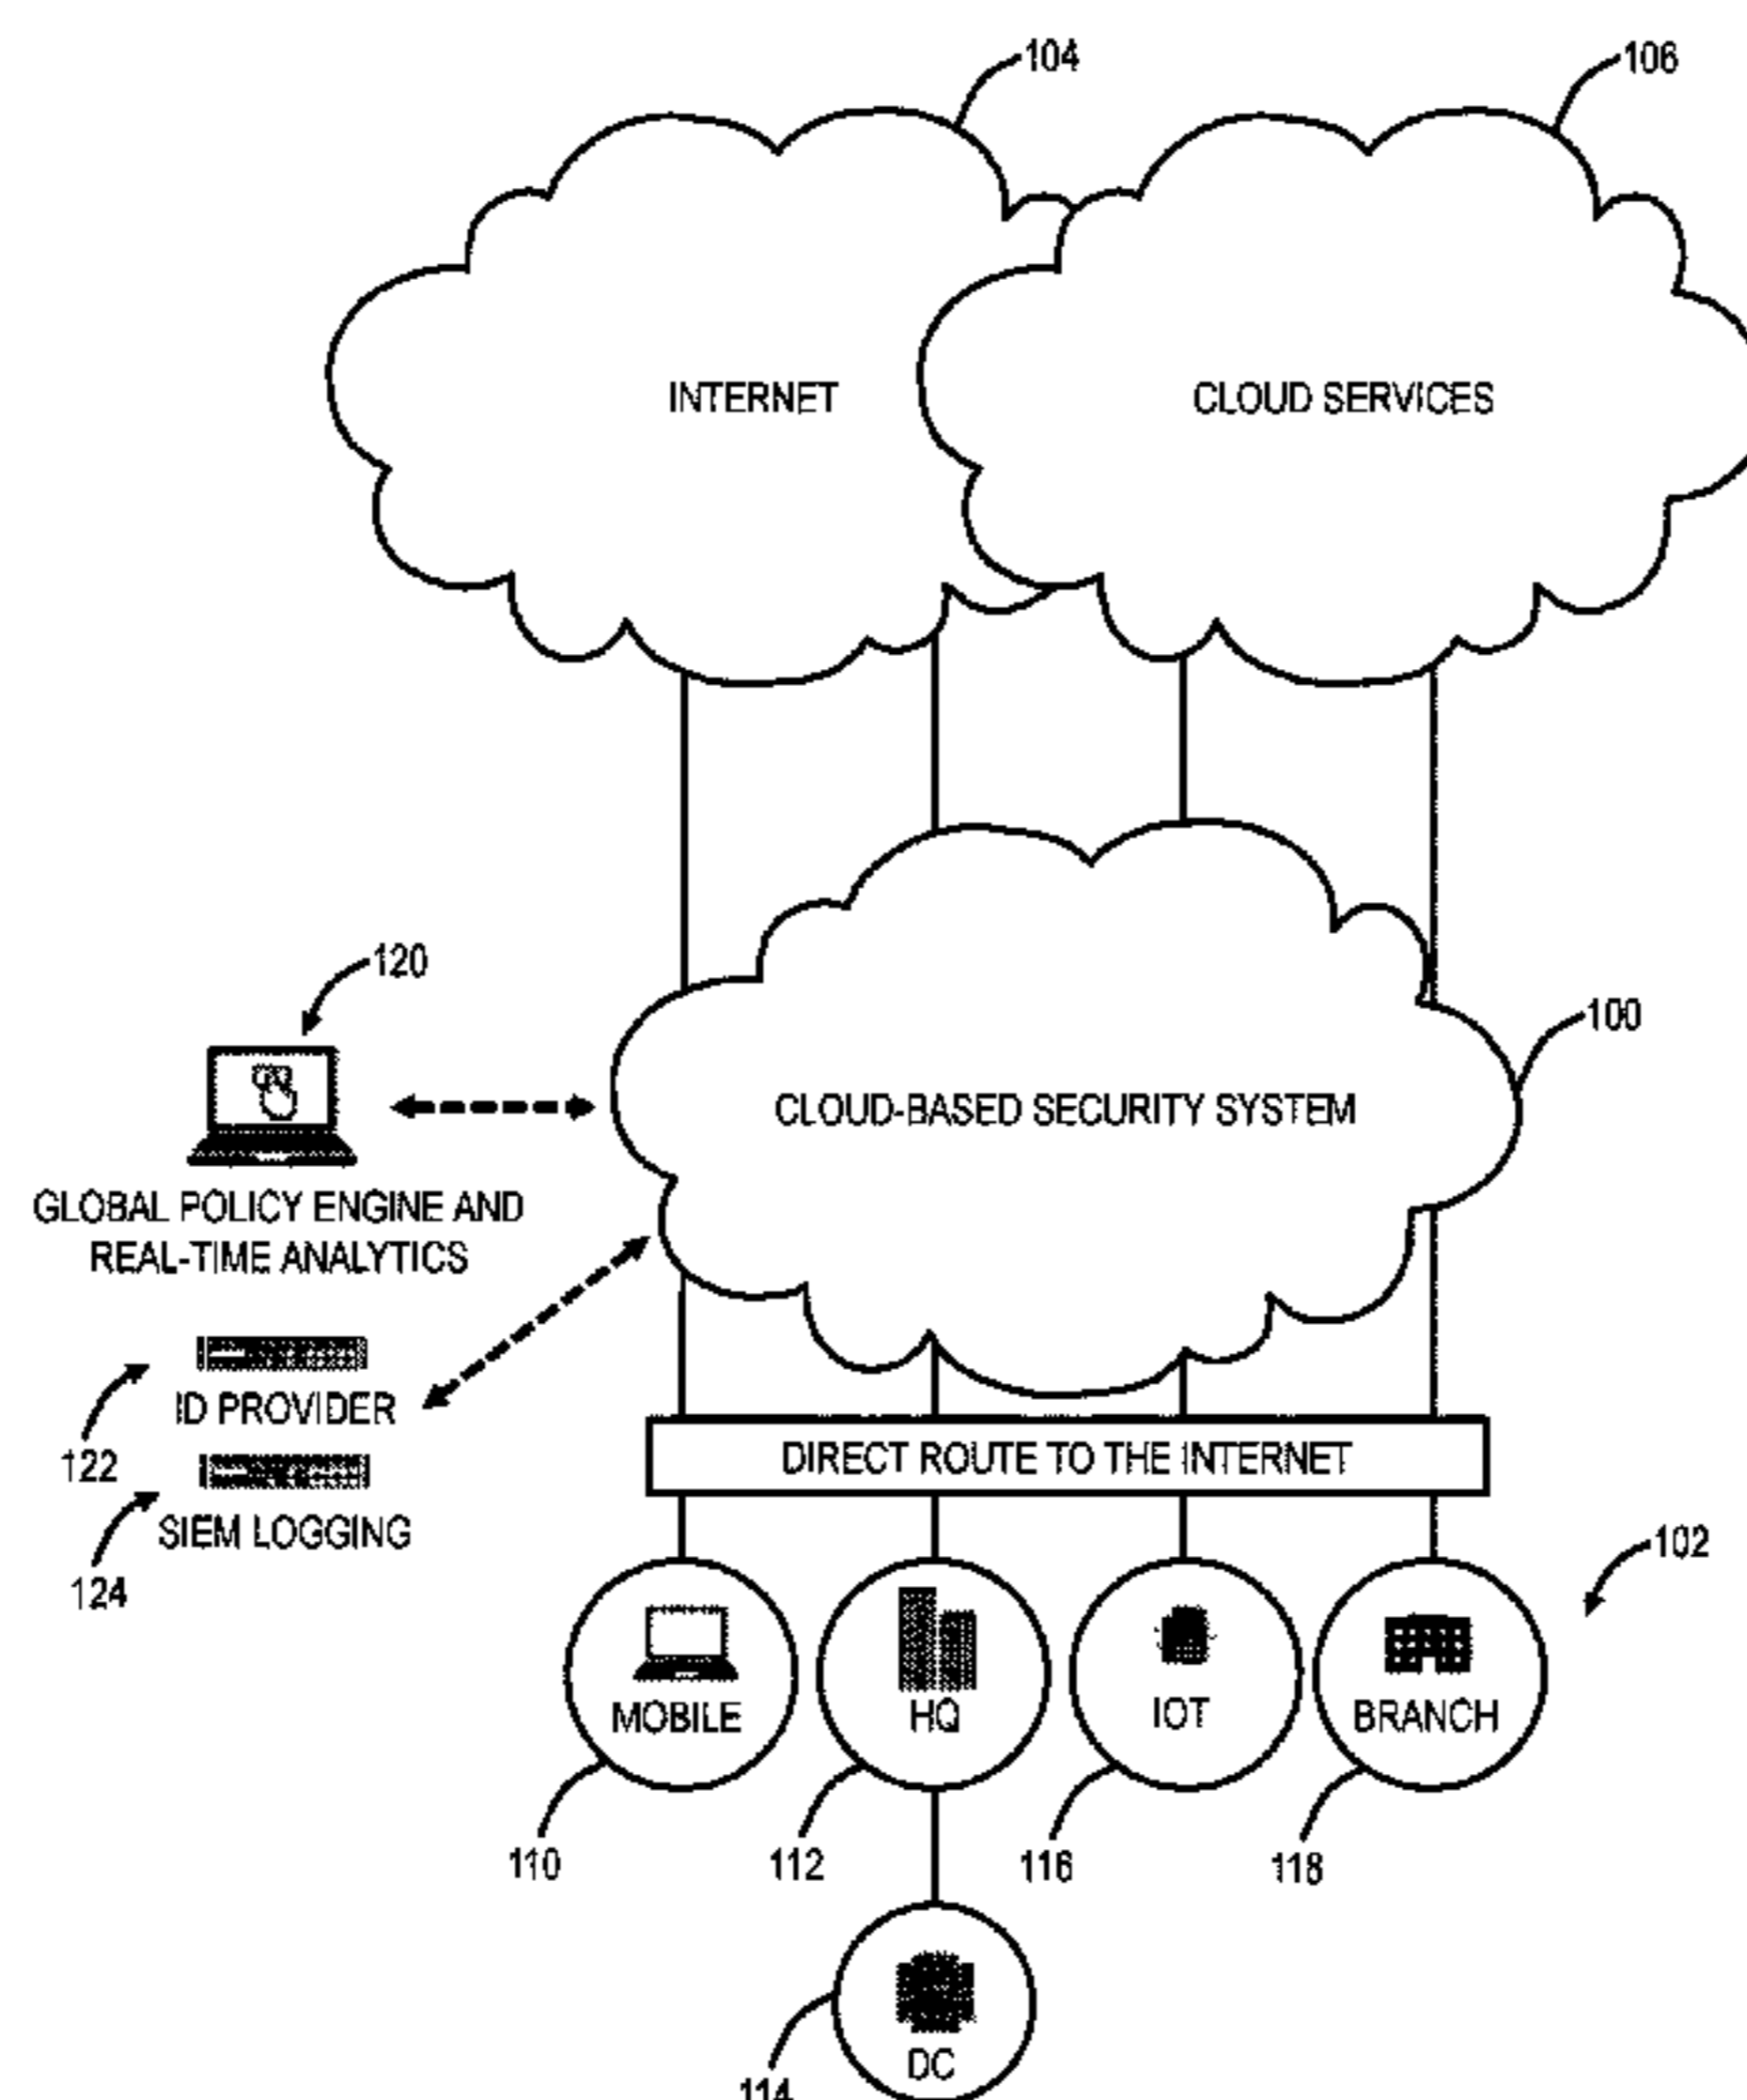 104
106
INTERNET
CLOUD SERVICES
120
100
CLOUD-BASED SECURITY SYSTEM
GLOBAL POLICY ENGINE AND
REAL-TIME ANALYTICS
ID PROVIDER
122
DIRECT ROUTE TO THE INTERNET
SIEM LOGGING
124
102
MOBILE
HQ
IOT
BRANCH
110
112
116
118
DC
114